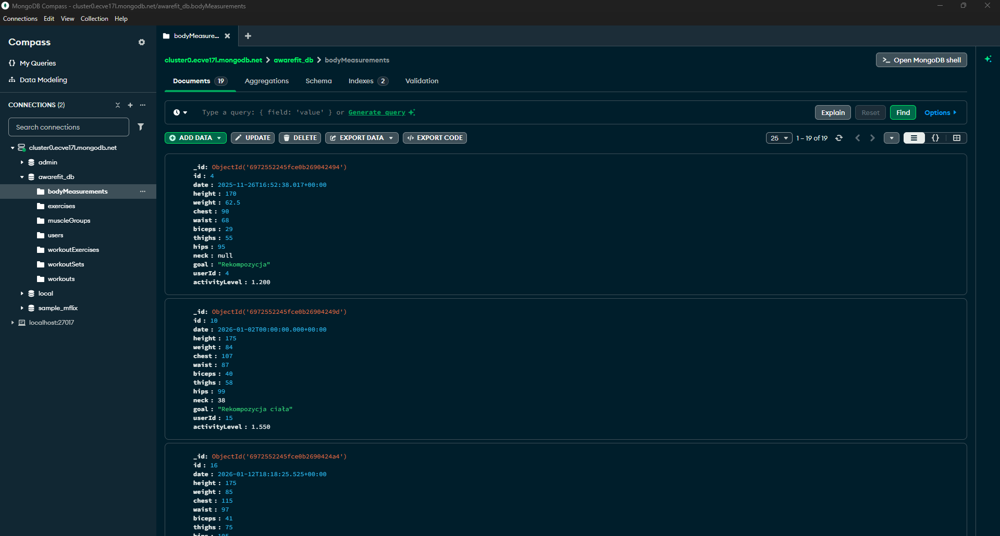 MongoDB Compass - cluster0.ecve17l.mongodb.net/awarefit_db.bodyMeasurements
Connections Edit View Collection Help
Compass
My Queries
Data Modeling
CONNECTIONS (2)
Search connections
cluster0.ecve17l.mongodb.net
admin
awarefit_db
bodyMeasurements
exercises
muscleGroups
users
workoutExercises
workoutSets
workouts
local
sample_mflix
localhost:27017
bodyMeasure...
cluster0.ecve17l.mongodb.net > awarefit_db > bodyMeasurements
>_ Open MongoDB shell
Documents 19 Aggregations Schema Indexes 2 Validation
Type a query: { field: 'value' } or Generate query
Explain Reset Find Options
ADD DATA UPDATE DELETE EXPORT DATA EXPORT CODE
25 1 – 19 of 19
_id: ObjectId('6972552245fce0b269042494')
id : 4
date : 2025-11-26T16:52:38.017+00:00
height : 170
weight : 62.5
chest : 90
waist : 68
biceps : 29
thighs : 55
hips : 95
neck : null
goal : "Rekompozycja"
userId : 4
activityLevel : 1.200
_id: ObjectId('6972552245fce0b26904249d')
id : 10
date : 2026-01-02T00:00:00.000+00:00
height : 175
weight : 84
chest : 107
waist : 87
biceps : 40
thighs : 58
hips : 99
neck : 38
goal : "Rekompozycja ciała"
userId : 15
activityLevel : 1.550
_id: ObjectId('6972552245fce0b2690424a4')
id : 16
date : 2026-01-12T18:18:25.525+00:00
height : 175
weight : 85
chest : 115
waist : 97
biceps : 41
thighs : 75
hips : 105